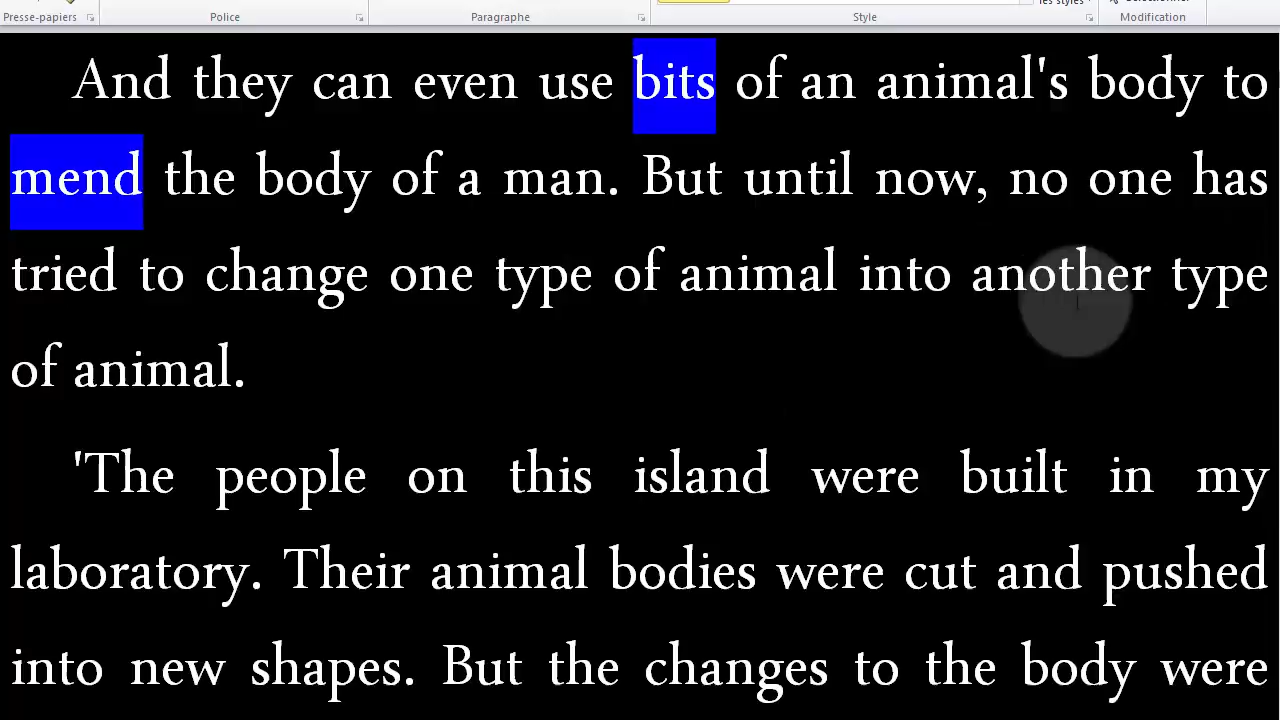 Presse-papiers Police Paragraphe Style Modification
And they can even use bits of an animal's body to
mend the body of a man. But until now, no one has
tried to change one type of animal into another type
of animal.
'The people on this island were built in my
laboratory. Their animal bodies were cut and pushed
into new shapes. But the changes to the body were